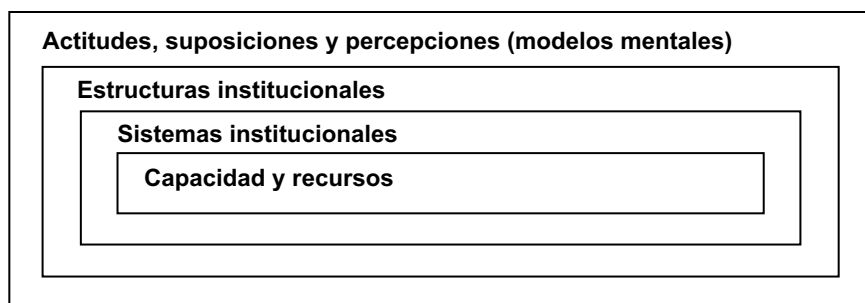 Actitudes, suposiciones y percepciones (modelos mentales)
Estructuras institucionales
Sistemas institucionales
Capacidad y recursos